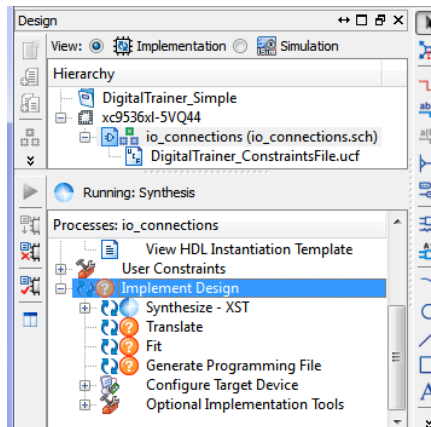 Design
View: Implementation Simulation
Hierarchy
DigitalTrainer_Simple
xc9536xl-5VQ44
io_connections (io_connections.sch)
DigitalTrainer_ConstraintsFile.ucf
Running: Synthesis
Processes: io_connections
View HDL Instantiation Template
User Constraints
Implement Design
Synthesize - XST
Translate
Fit
Generate Programming File
Configure Target Device
Optional Implementation Tools